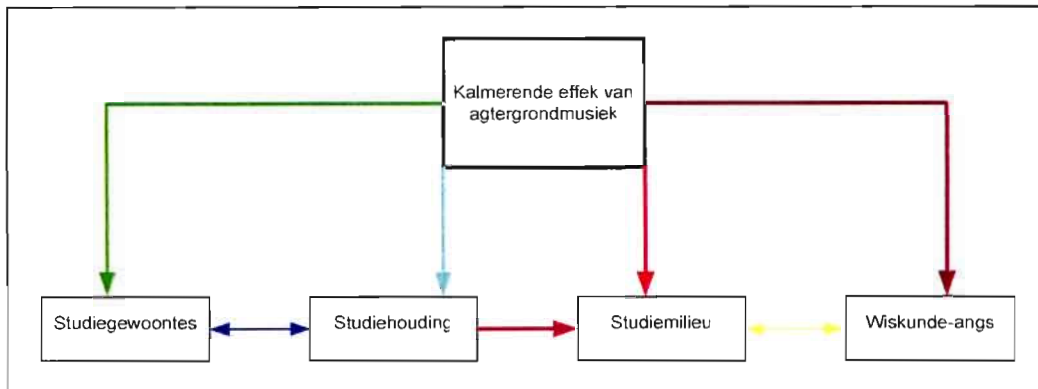 Kalmerende effek van
agtergrondmusiek
Studiegewoontes
Studiehouding
Studiemilieu
Wiskunde-angs